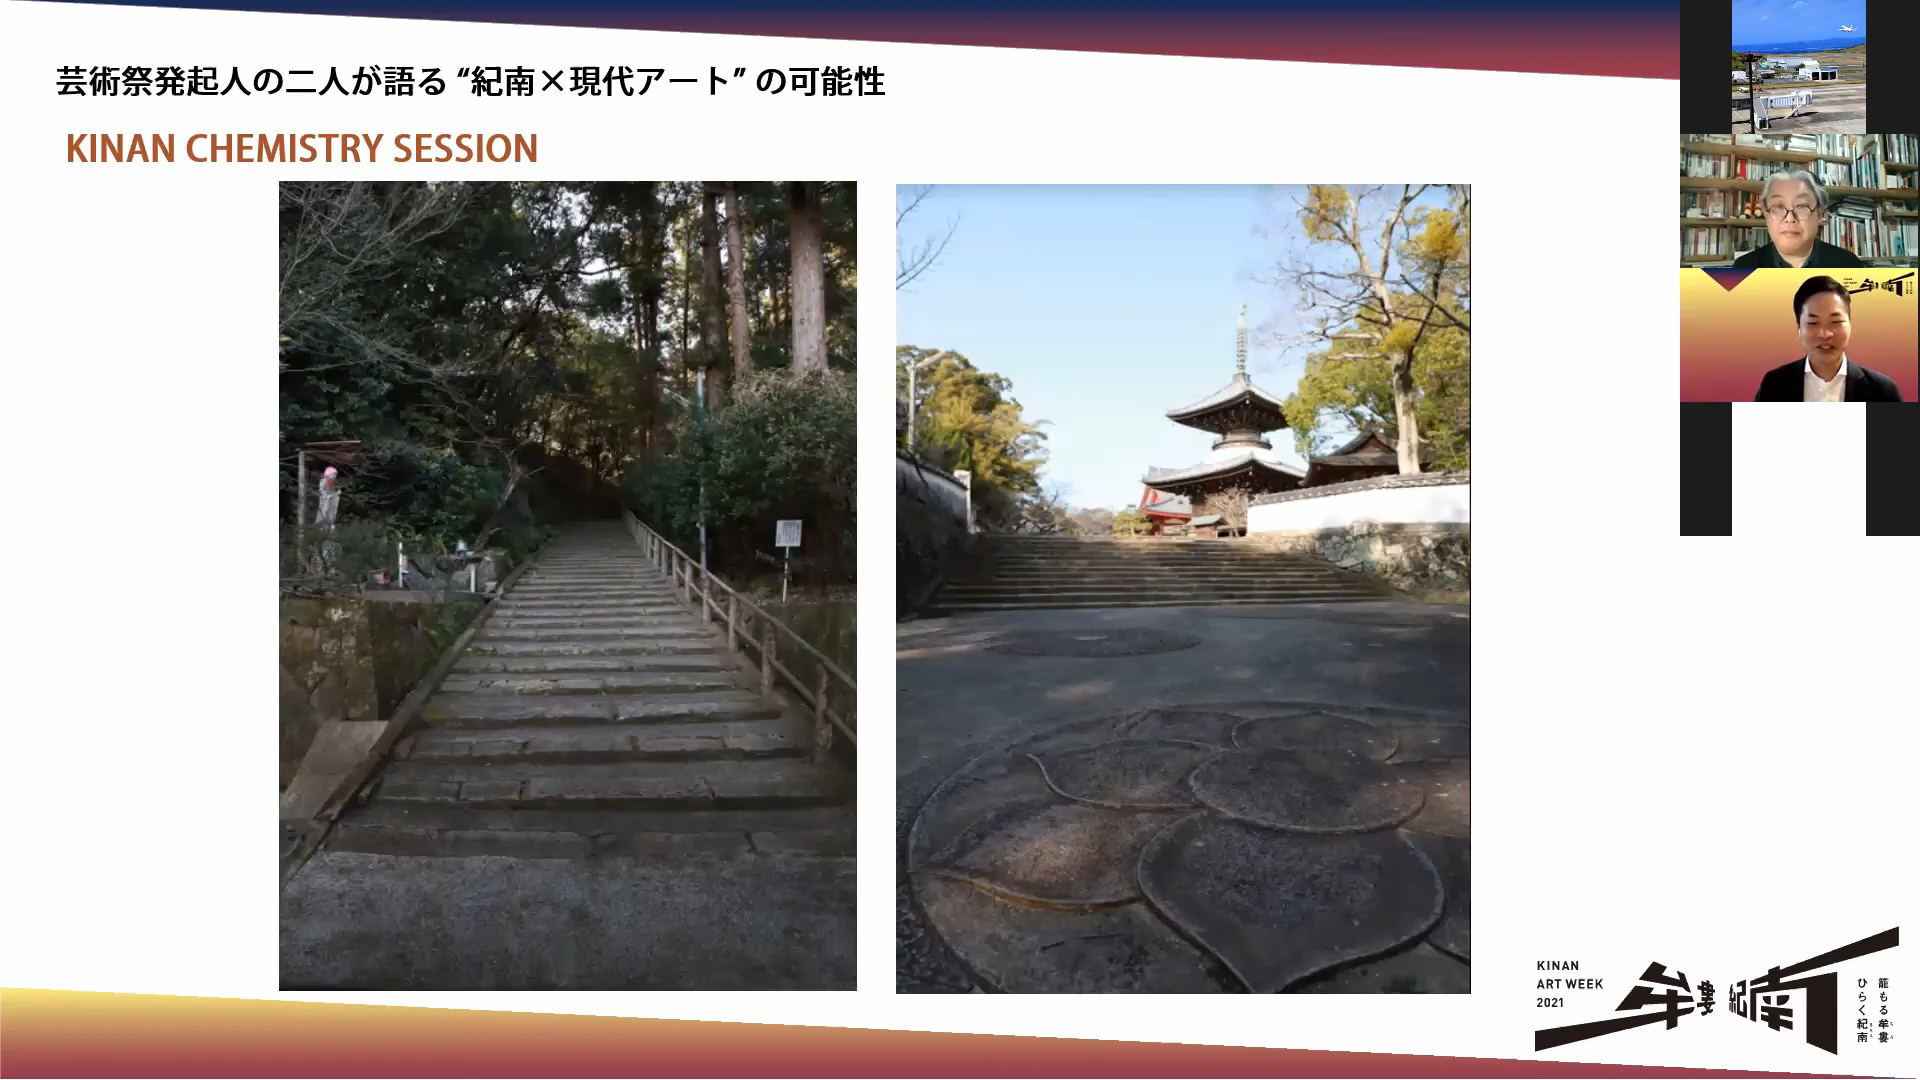 芸術祭発起人の二人が語る “紀南×現代アート” の可能性
KINAN CHEMISTRY SESSION
KINAN
ART WEEK
2021
牟婁 紀南
籠もる牟婁
ひらく紀南